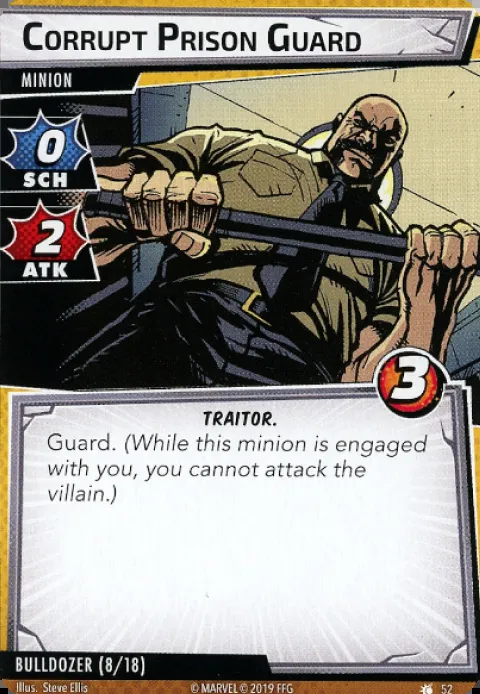 CORRUPT PRISON GUARD
MINION
0
SCH
2
ATK
3
TRAITOR.
Guard. (While this minion is engaged
with you, you cannot attack the
villain.)
BULLDOZER (8/18)
Illus. Steve Ellis
© MARVEL © 2019 FFG
52